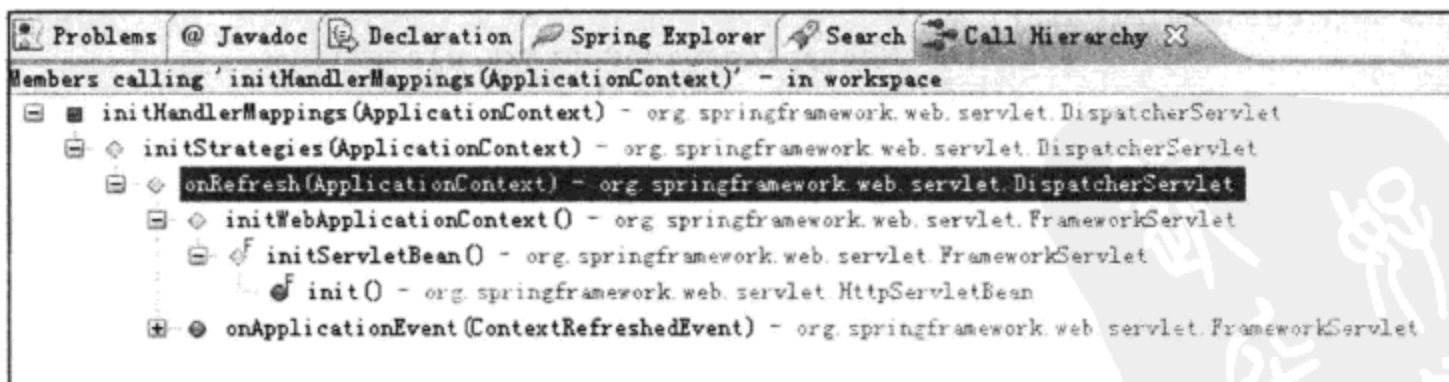 Problems @ Javadoc Declaration Spring Explorer Search Call Hierarchy
Members calling 'initHandlerMappings(ApplicationContext)' - in workspace
initHandlerMappings(ApplicationContext) - org.springframework.web.servlet.DispatcherServlet
initStrategies(ApplicationContext) - org.springframework.web.servlet.DispatcherServlet
onRefresh(ApplicationContext) - org.springframework.web.servlet.DispatcherServlet
initWebApplicationContext() - org.springframework.web.servlet.FrameworkServlet
F initServletBean() - org.springframework.web.servlet.FrameworkServlet
F init() - org.springframework.web.servlet.HttpServletBean
onApplicationEvent(ContextRefreshedEvent) - org.springframework.web.servlet.FrameworkServlet